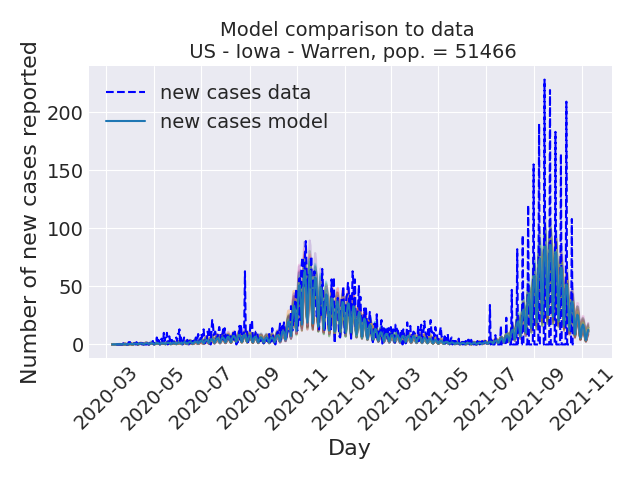 Model comparison to data
US - Iowa - Warren, pop. = 51466
Number of new cases reported
200
150
100
50
0
new cases data
new cases model
2020-03
2020-05
2020-07
2020-09
2020-11
2021-01
2021-03
2021-05
2021-07
2021-09
2021-11
Day